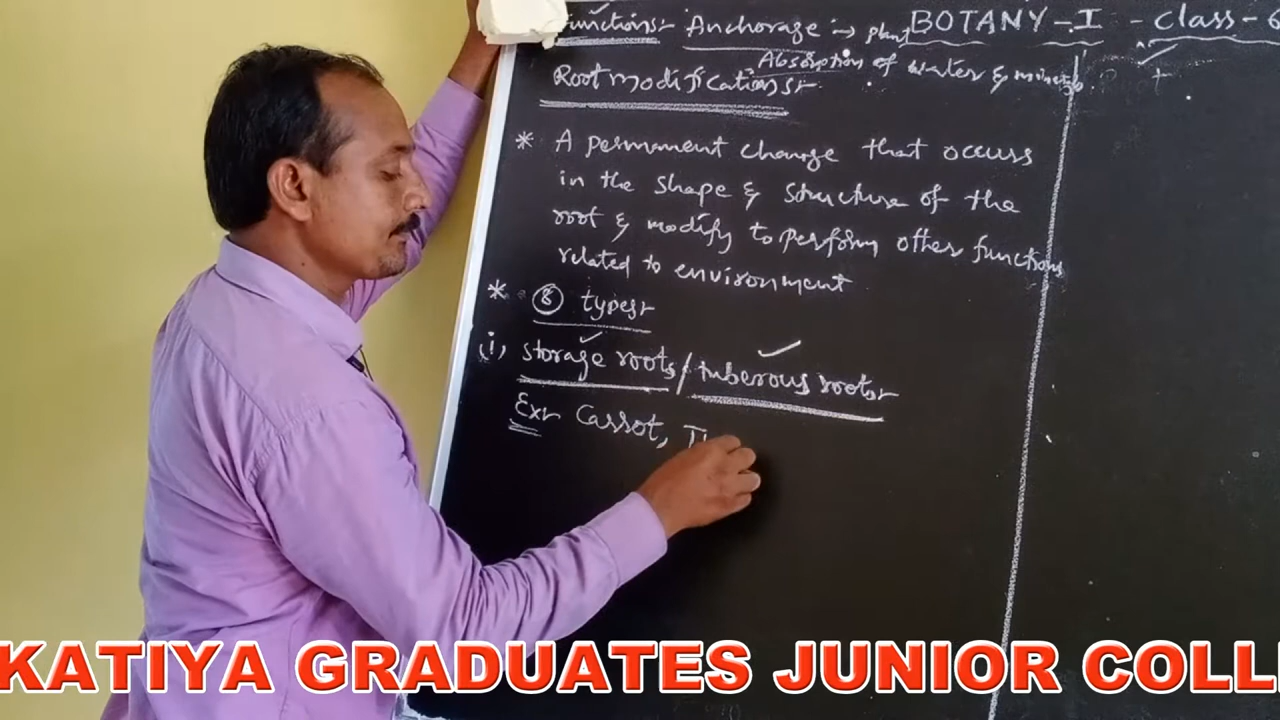 Functions:- Anchorage :→ plant
BOTANY - I - Class - 6
Absorption of water &
Root modifications:-
* A permanent change that occurs
in the shape & structure of the
root & modify to perform other functions
related to environment
* 8 types:-
(i) storage roots / tuberous roots:-
Ex:- Carrot, T
KATIYA GRADUATES JUNIOR COLL